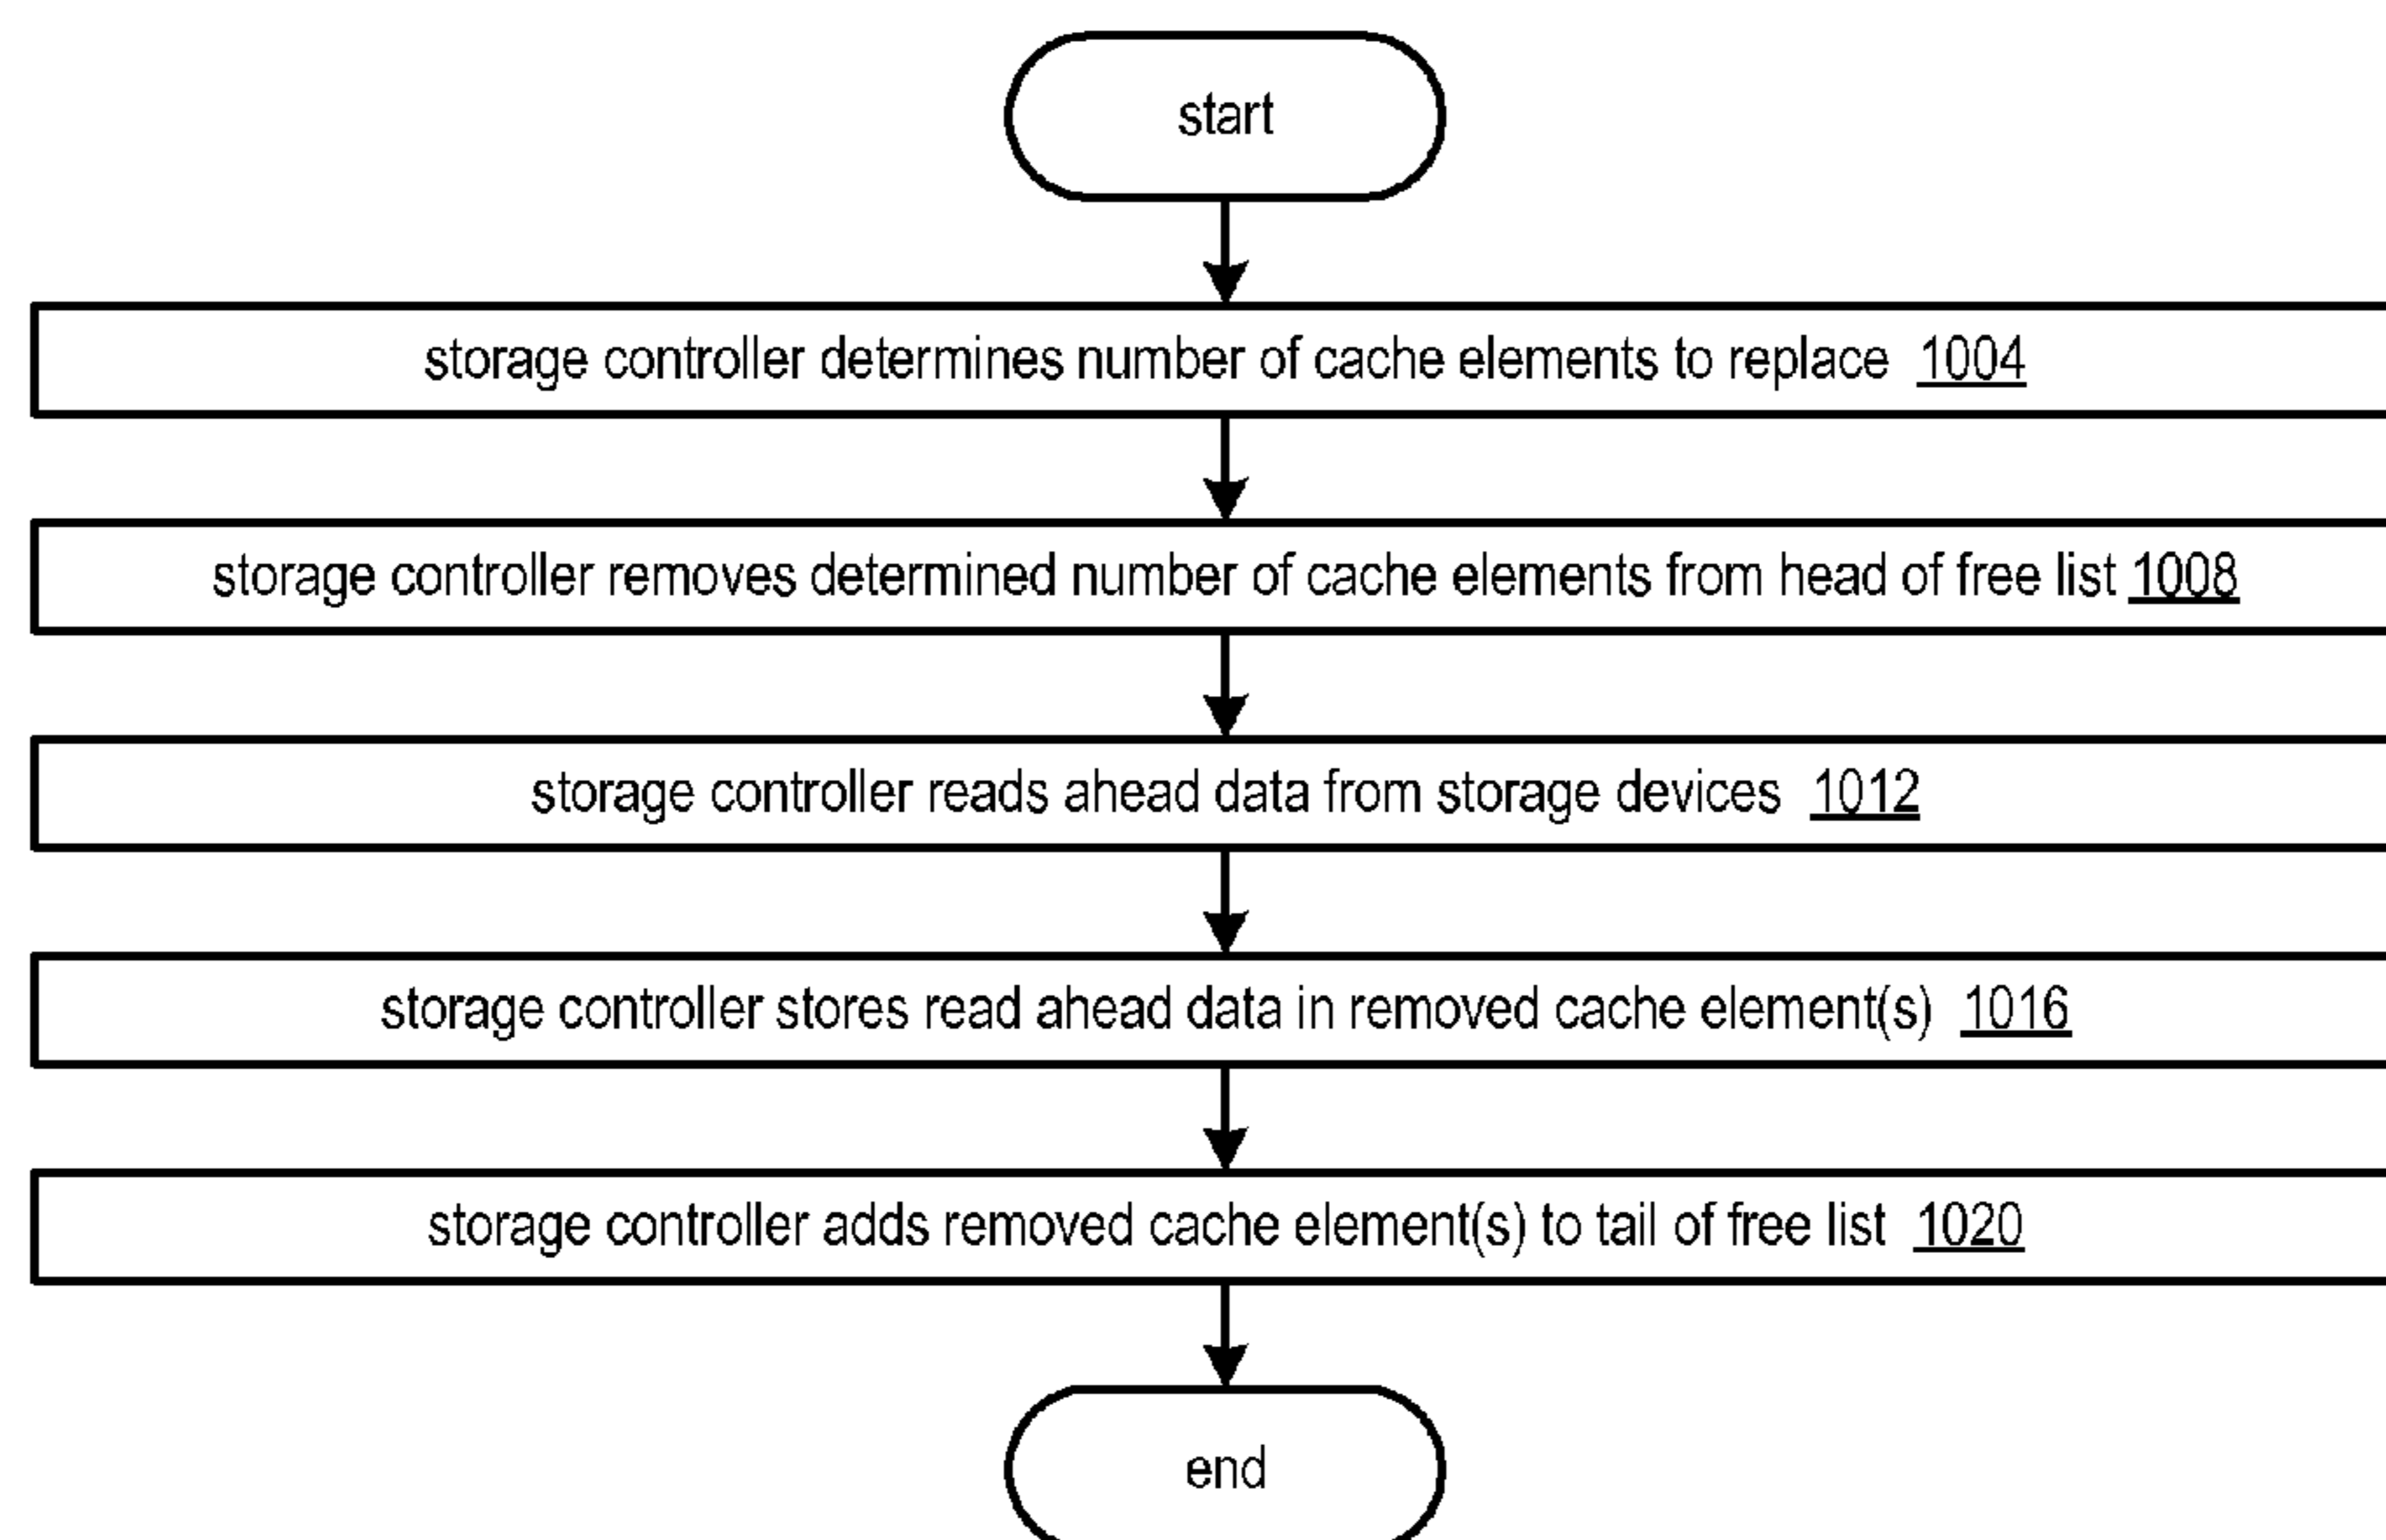 start
storage controller determines number of cache elements to replace 1004
storage controller removes determined number of cache elements from head of free list 1008
storage controller reads ahead data from storage devices 1012
storage controller stores read ahead data in removed cache element(s) 1016
storage controller adds removed cache element(s) to tail of free list 1020
end